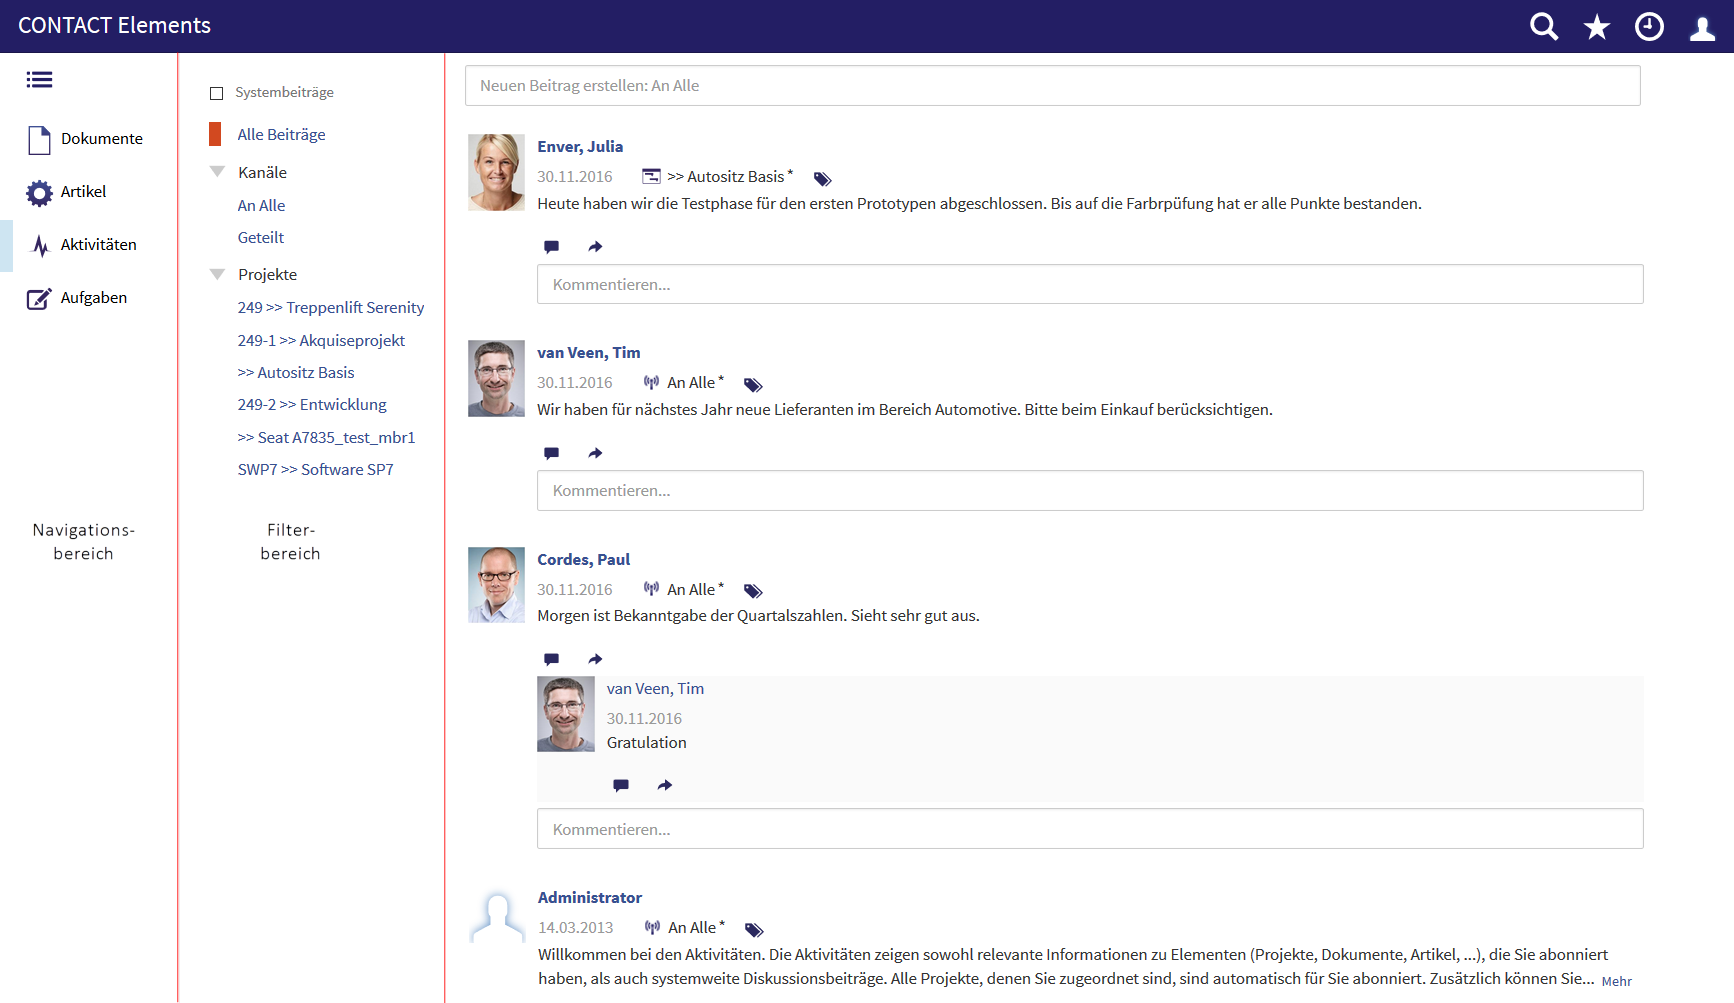 CONTACT Elements
Dokumente
Artikel
Aktivitäten
Aufgaben
Navigations-
bereich
Systembeiträge
Alle Beiträge
Kanäle
An Alle
Geteilt
Projekte
249 >> Treppenlift Serenity
249-1 >> Akquiseprojekt
>> Autositz Basis
249-2 >> Entwicklung
>> Seat A7835_test_mbr1
SWP7 >> Software SP7
Filter-
bereich
Neuen Beitrag erstellen: An Alle
Enver, Julia
30.11.2016 >> Autositz Basis *
Heute haben wir die Testphase für den ersten Prototypen abgeschlossen. Bis auf die Farbrpüfung hat er alle Punkte bestanden.
Kommentieren...
van Veen, Tim
30.11.2016 An Alle *
Wir haben für nächstes Jahr neue Lieferanten im Bereich Automotive. Bitte beim Einkauf berücksichtigen.
Kommentieren...
Cordes, Paul
30.11.2016 An Alle *
Morgen ist Bekanntgabe der Quartalszahlen. Sieht sehr gut aus.
van Veen, Tim
30.11.2016
Gratulation
Kommentieren...
Administrator
14.03.2013 An Alle *
Willkommen bei den Aktivitäten. Die Aktivitäten zeigen sowohl relevante Informationen zu Elementen (Projekte, Dokumente, Artikel, ...), die Sie abonniert
haben, als auch systemweite Diskussionsbeiträge. Alle Projekte, denen Sie zugeordnet sind, sind automatisch für Sie abonniert. Zusätzlich können Sie... Mehr